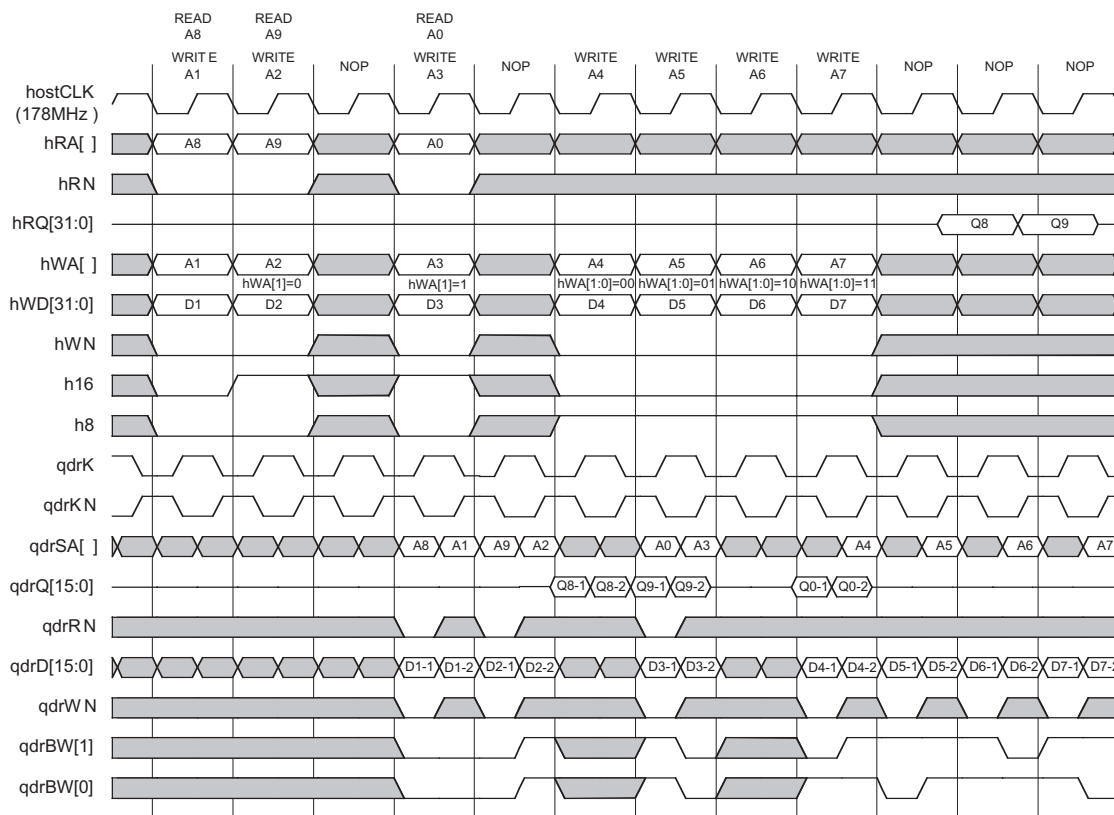 READ READ READ
A8 A9 A0
WRITE WRITE NOP WRITE NOP WRITE WRITE WRITE WRITE NOP NOP NOP
A1 A2 A3 A4 A5 A6 A7
hostCLK
(178MHz )
hRA[ ] A8 A9 A0
hRN
hRQ[31:0] Q8 Q9
hWA[ ] A1 A2 A3 A4 A5 A6 A7
hWA[1]=0 hWA[1]=1 hWA[1:0]=00 hWA[1:0]=01 hWA[1:0]=10 hWA[1:0]=11
hWD[31:0] D1 D2 D3 D4 D5 D6 D7
hWN
h16
h8
qdrK
qdrKN
qdrSA[ ] A8 A1 A9 A2 A0 A3 A4 A5 A6 A7
qdrQ[15:0] Q8-1 Q8-2 Q9-1 Q9-2 Q0-1 Q0-2
qdrRN
qdrD[15:0] D1-1 D1-2 D2-1 D2-2 D3-1 D3-2 D4-1 D4-2 D5-1 D5-2 D6-1 D6-2 D7-1 D7-2
qdrWN
qdrBW[1]
qdrBW[0]